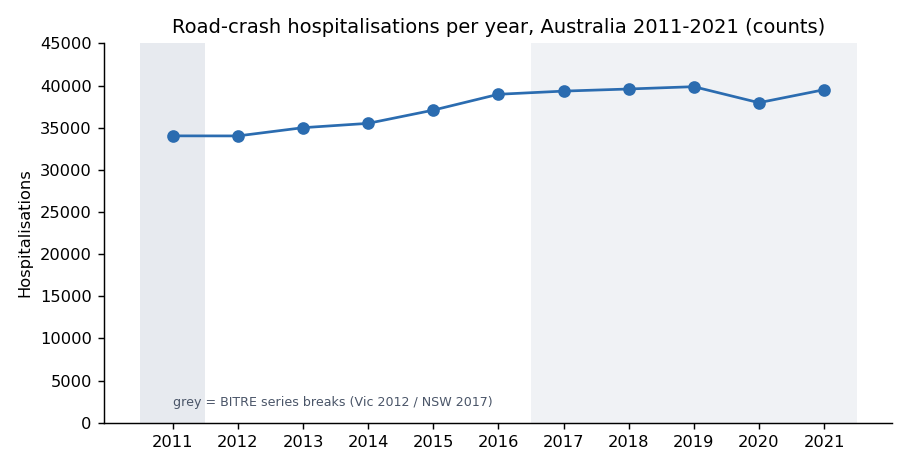 Road-crash hospitalisations per year, Australia 2011-2021 (counts)
45000
40000
35000
30000
25000
20000
15000
10000
5000
0
Hospitalisations
grey = BITRE series breaks (Vic 2012 / NSW 2017)
2011 2012 2013 2014 2015 2016 2017 2018 2019 2020 2021